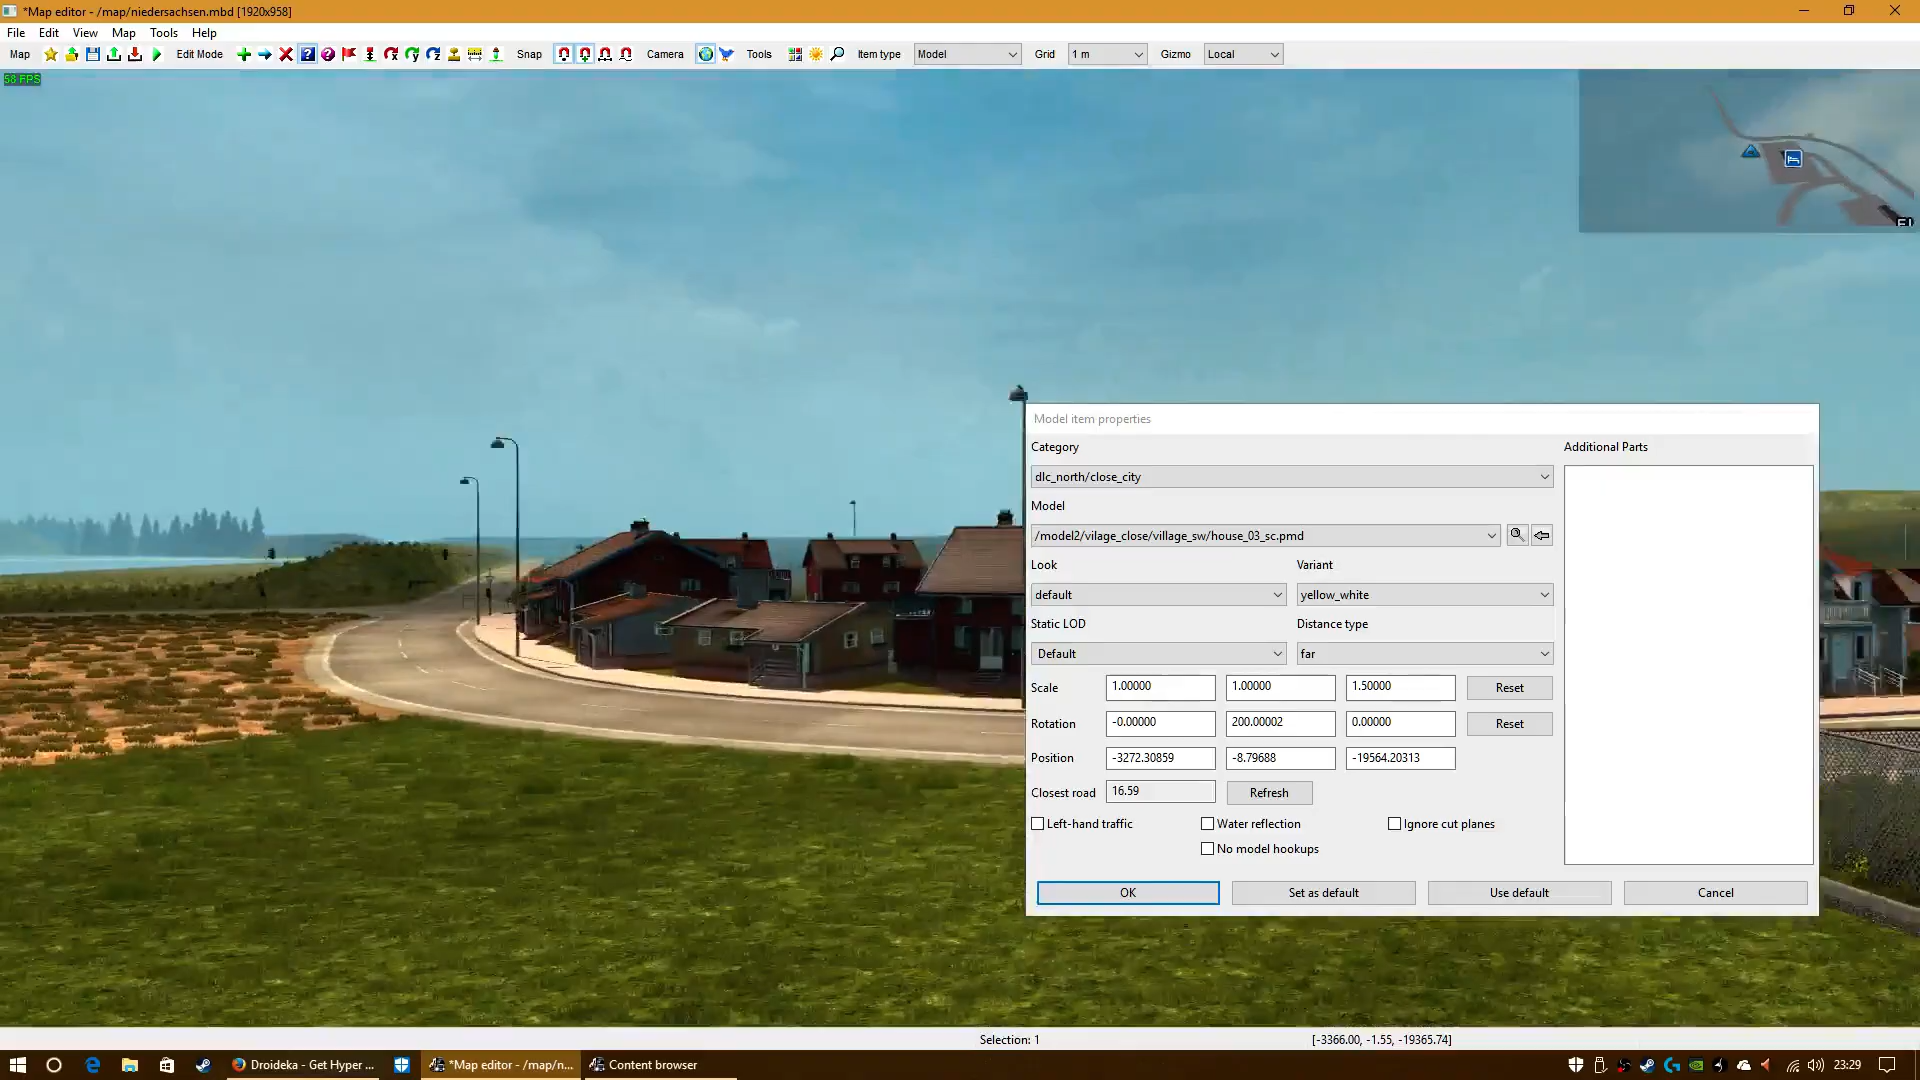 *Map editor - /map/niedersachsen.mbd [1920x958]
File Edit View Map Tools Help
Map Edit Mode Snap Camera Tools Item type Model Grid 1 m Gizmo Local
58 FPS
Model item properties
Category
Additional Parts
dlc_north/close_city
Model
/model2/vilage_close/village_sw/house_03_sc.pmd
Look Variant
default yellow_white
Static LOD Distance type
Default far
Scale 1.00000 1.00000 1.50000 Reset
Rotation -0.00000 200.00002 0.00000 Reset
Position -3272.30859 -8.79688 -19564.20313
Closest road 16.59 Refresh
Left-hand traffic Water reflection Ignore cut planes
No model hookups
OK Set as default Use default Cancel
Selection: 1 [-3366.00, -1.55, -19365.74]
Droideka - Get Hyper ... *Map editor - /map/n... Content browser 23:29